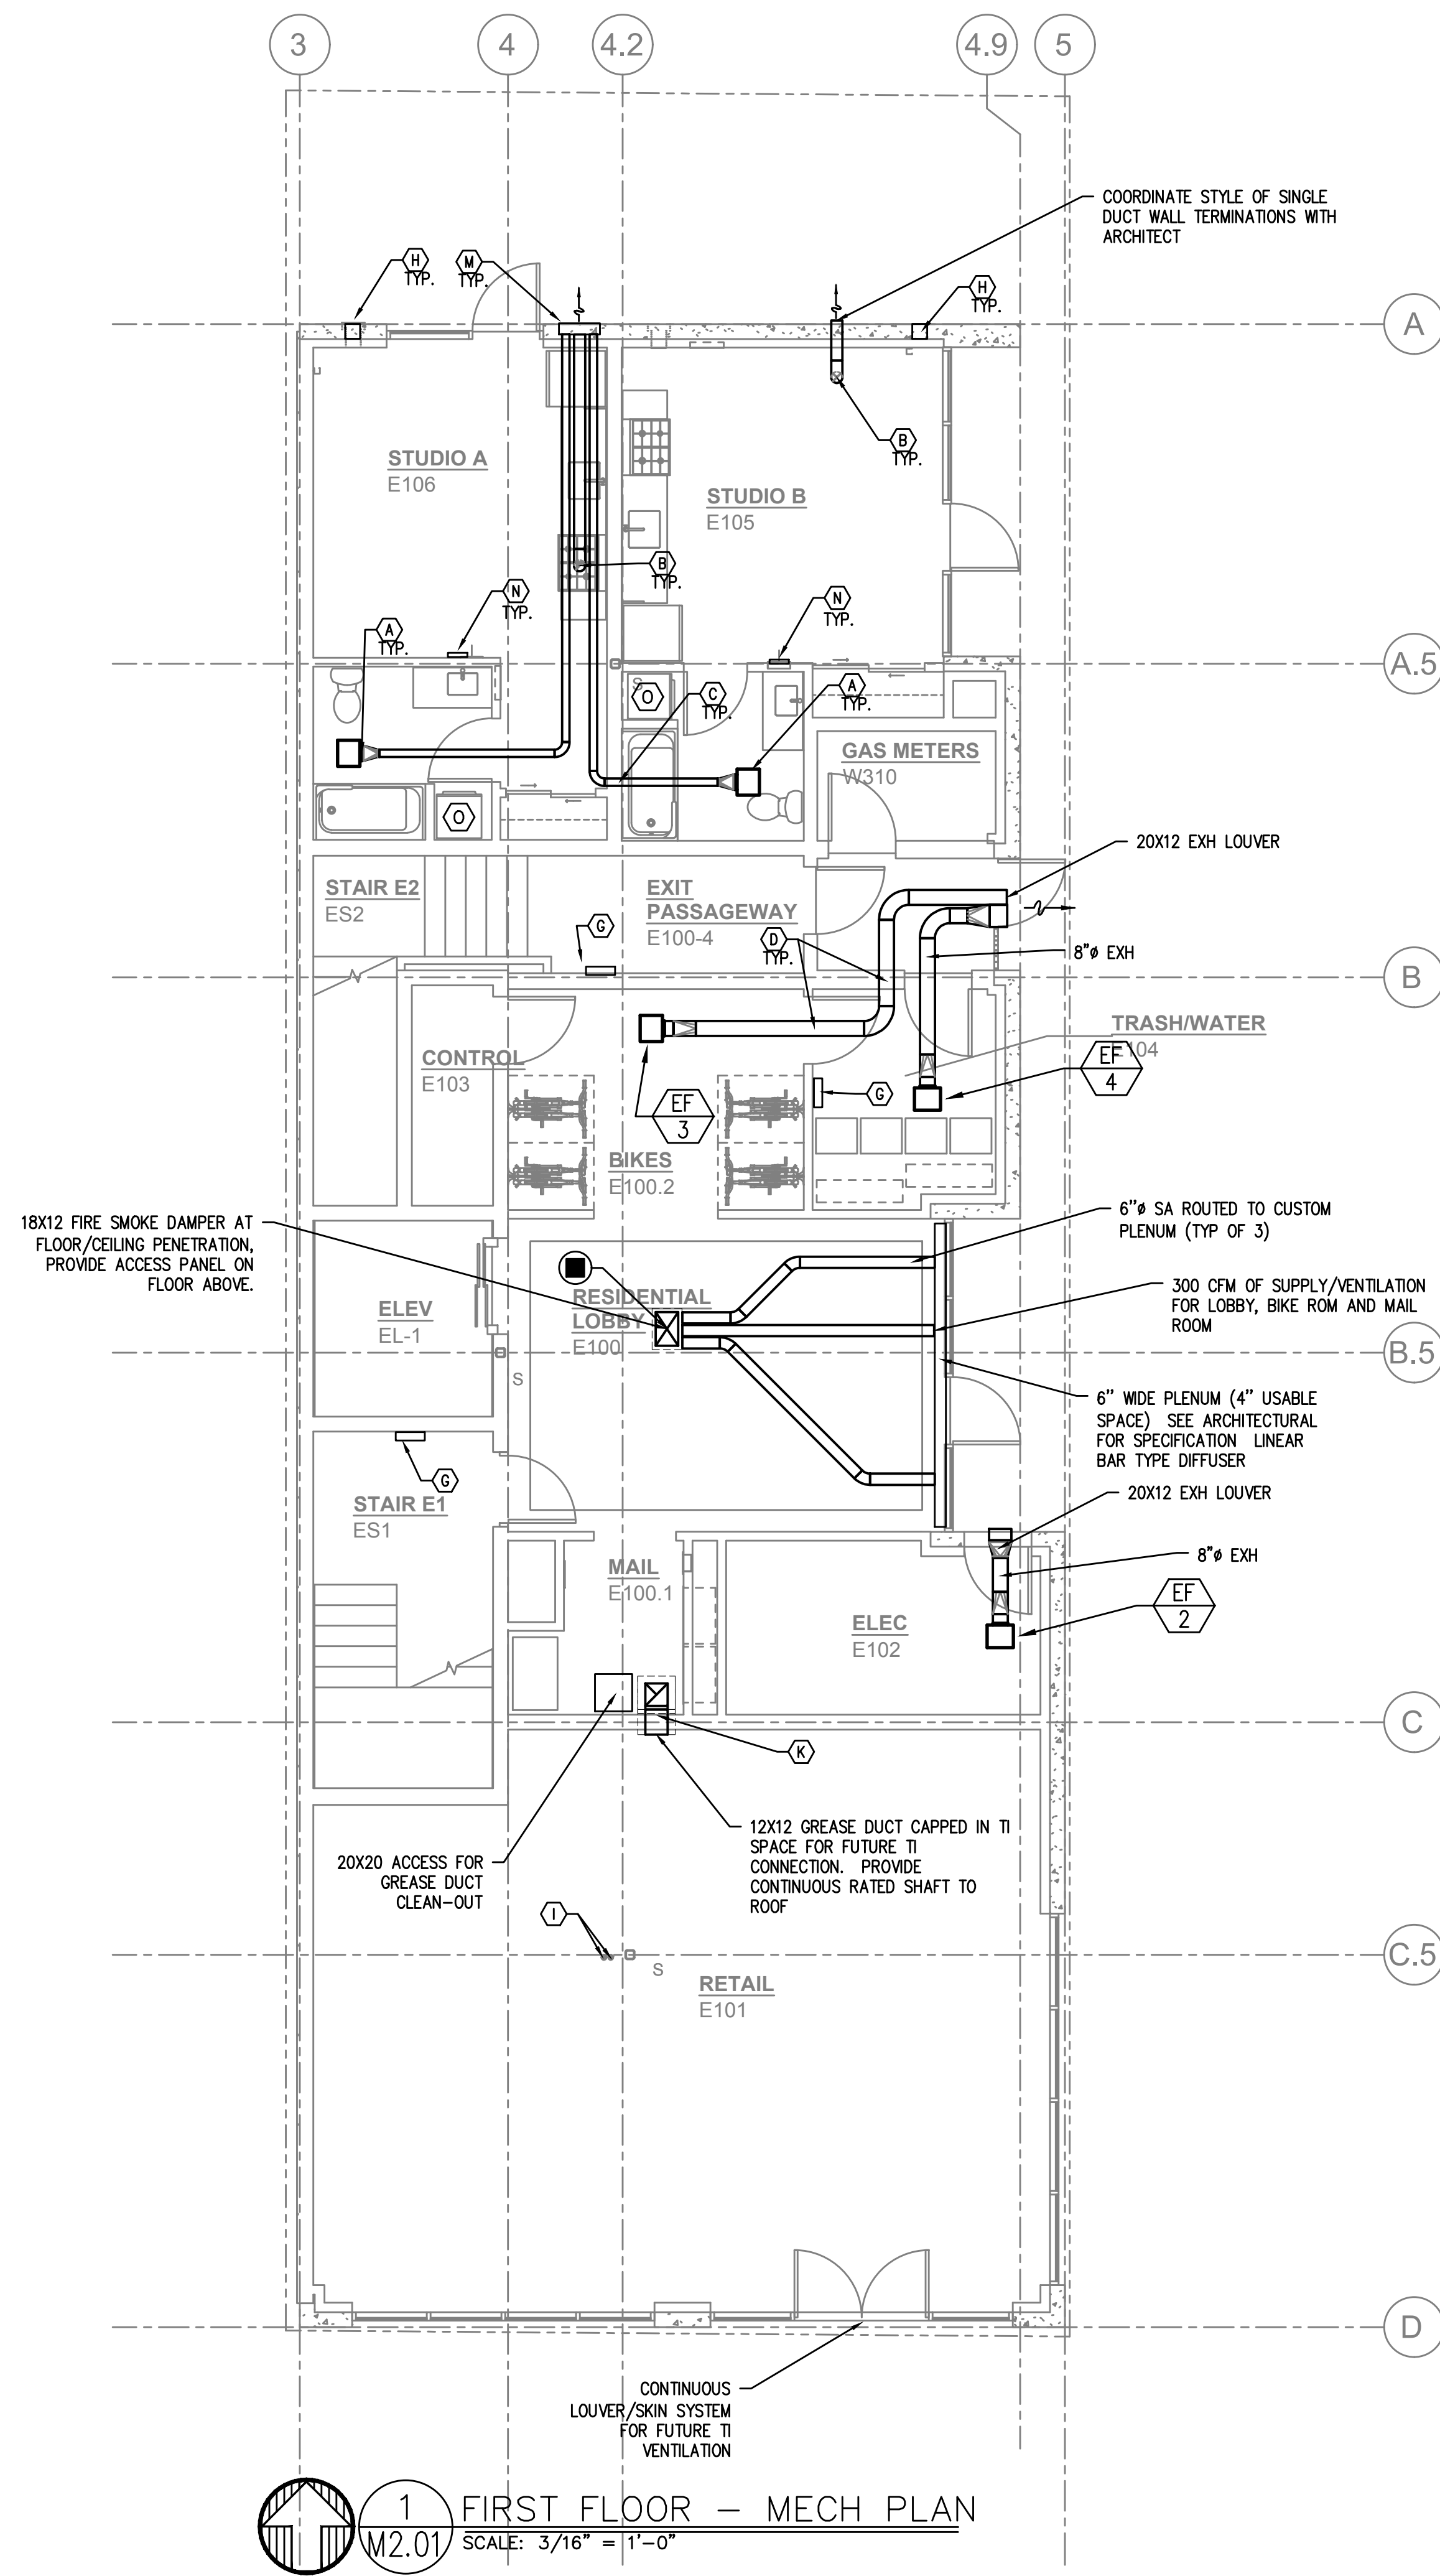 3
4
4.2
4.9
5
COORDINATE STYLE OF SINGLE
DUCT WALL TERMINATIONS WITH
ARCHITECT
H
TYP.
M
TYP.
H
TYP.
A
B
TYP.
STUDIO A
E106
STUDIO B
E105
B
TYP.
N
TYP.
N
TYP.
A
TYP.
A.5
S
O
C
TYP.
A
TYP.
GAS METERS
W310
O
20X12 EXH LOUVER
STAIR E2
ES2
EXIT
PASSAGEWAY
E100-4
G
D
TYP.
8"ø EXH
B
TRASH/WATER
E104
CONTROL
E103
EF
4
G
EF
3
BIKES
E100.2
18X12 FIRE SMOKE DAMPER AT
FLOOR/CEILING PENETRATION,
PROVIDE ACCESS PANEL ON
FLOOR ABOVE.
6"ø SA ROUTED TO CUSTOM
PLENUM (TYP OF 3)
RESIDENTIAL
LOBBY
E100
ELEV
EL-1
300 CFM OF SUPPLY/VENTILATION
FOR LOBBY, BIKE ROM AND MAIL
ROOM
B.5
S
6" WIDE PLENUM (4" USABLE
SPACE) SEE ARCHITECTURAL
FOR SPECIFICATION LINEAR
BAR TYPE DIFFUSER
G
20X12 EXH LOUVER
STAIR E1
ES1
8"ø EXH
MAIL
E100.1
EF
2
ELEC
E102
C
K
12X12 GREASE DUCT CAPPED IN TI
SPACE FOR FUTURE TI
CONNECTION. PROVIDE
CONTINUOUS RATED SHAFT TO
ROOF
20X20 ACCESS FOR
GREASE DUCT
CLEAN-OUT
I
C.5
S
RETAIL
E101
D
CONTINUOUS
LOUVER/SKIN SYSTEM
FOR FUTURE TI
VENTILATION
1
M2.01
FIRST FLOOR - MECH PLAN
SCALE: 3/16" = 1'-0"